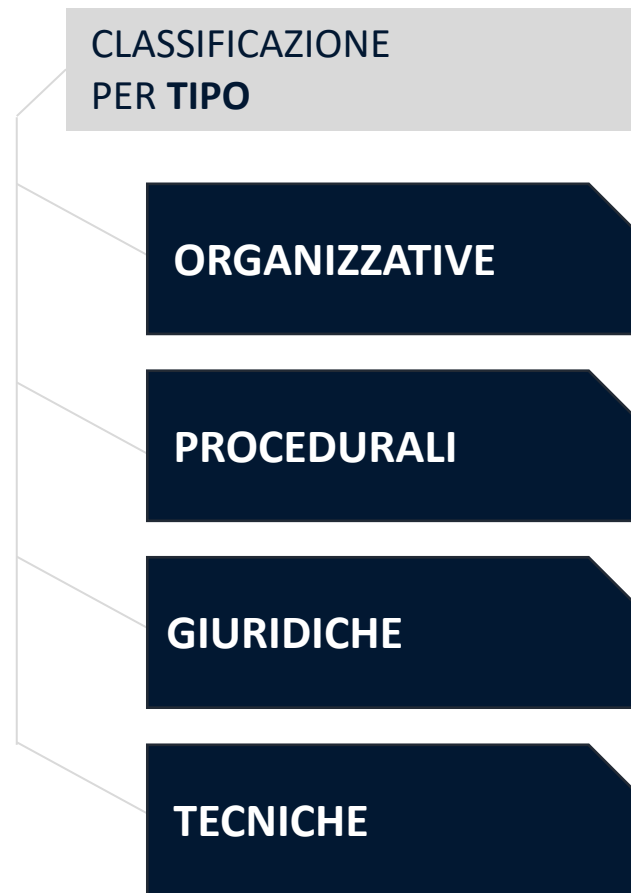 CLASSIFICAZIONE
PER TIPO
ORGANIZZATIVE
PROCEDURALI
GIURIDICHE
TECNICHE